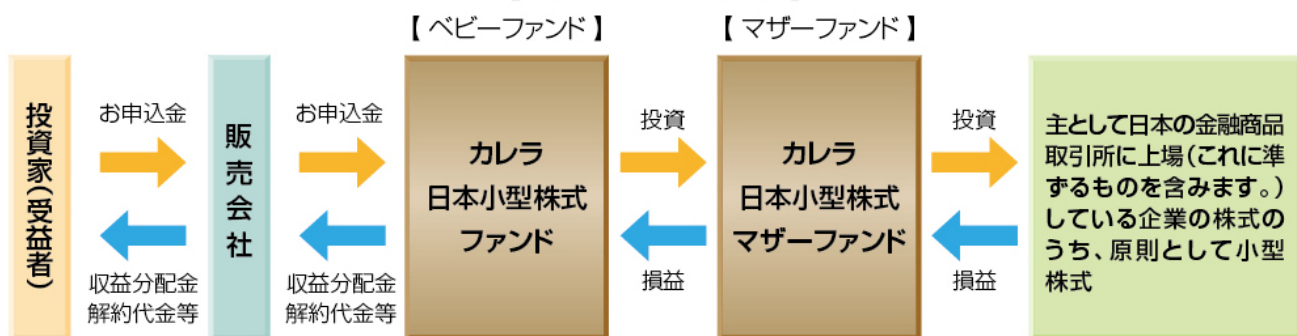 【 ベビーファンド 】
【 マザーファンド 】
投資家(受益者)
お申込金
収益分配金
解約代金等
販売会社
お申込金
収益分配金
解約代金等
カレラ
日本小型株式
ファンド
投資
損益
カレラ
日本小型株式
マザーファンド
投資
損益
主として日本の金融商品
取引所に上場(これに準
ずるものを含みます。)
している企業の株式の
うち、原則として小型
株式